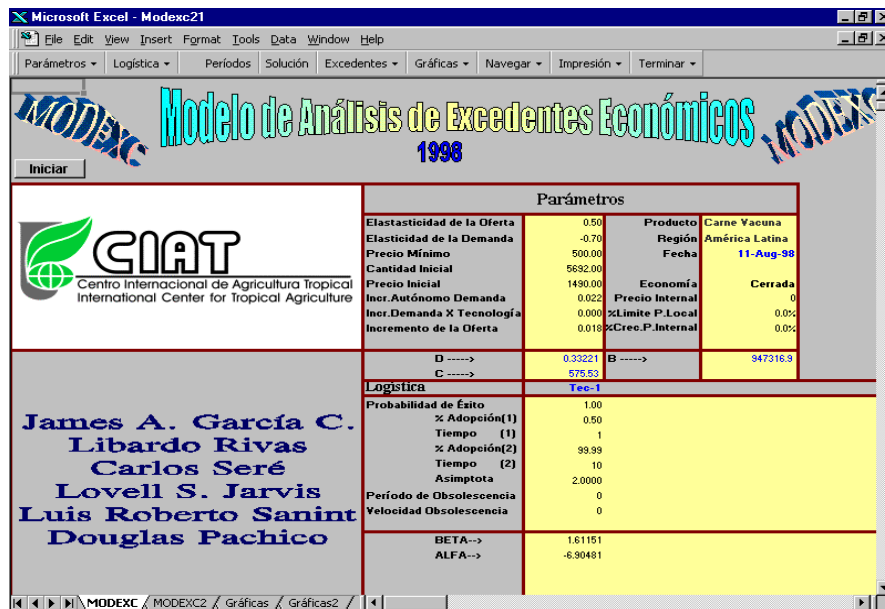 Microsoft Excel - Modexc21
File Edit View Insert Format Tools Data Window Help
Parámetros Logística Períodos Solución Excedentes Gráficas Navegar Impresión Terminar
MODEXC Modelo de Análisis de Excedentes Económicos MODEXC
1998
Iniciar
Parámetros
CIAT
Centro Internacional de Agricultura Tropical
International Center for Tropical Agriculture
Elastasticidad de la Oferta 0.50 Producto Carne Vacuna
Elasticidad de la Demanda -0.70 Región América Latina
Precio Mínimo 500.00 Fecha 11-Aug-98
Cantidad Inicial 5692.00
Precio Inicial 1490.00 Economía Cerrada
Incr.Autónomo Demanda 0.022 Precio Internal 0
Incr.Demanda X Tecnología 0.000 %Limite P.Local 0.0%
Incremento de la Oferta 0.018 %Crec.P.Internal 0.0%
D -----> 0.33221 B -----> 947316.9
C -----> 575.53
Logística Tec-1
Probabilidad de Éxito 1.00
% Adopción(1) 0.50
Tiempo (1) 1
% Adopción(2) 99.99
Tiempo (2) 10
Asimptota 2.0000
Período de Obsolescencia 0
Velocidad Obsolescencia 0
BETA--> 1.61151
ALFA--> -6.90481
James A. García C.
Libardo Rivas
Carlos Seré
Lovell S. Jarvis
Luis Roberto Sanint
Douglas Pachico
MODEXC MODEXC2 Gráficas Gráficas2